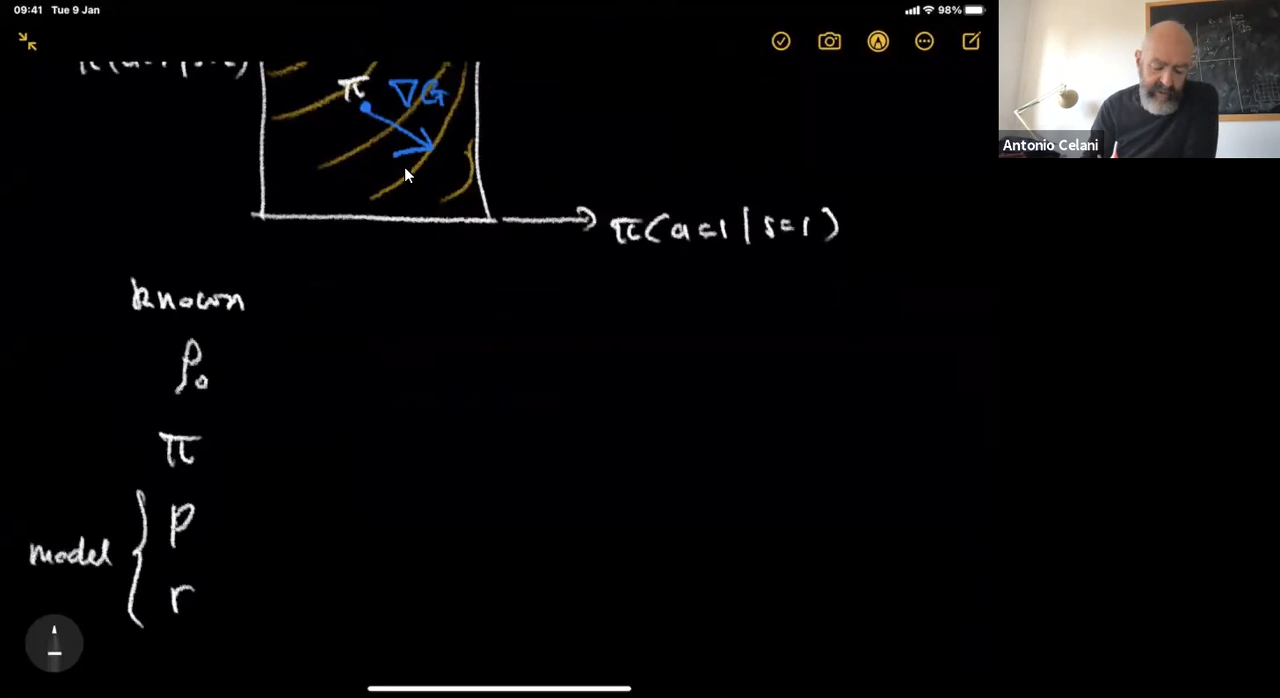 09:41 Tue 9 Jan
98%
π ∇G
π(a=1|s=1)
known
ρ₀
π
model { p
r
Antonio Celani